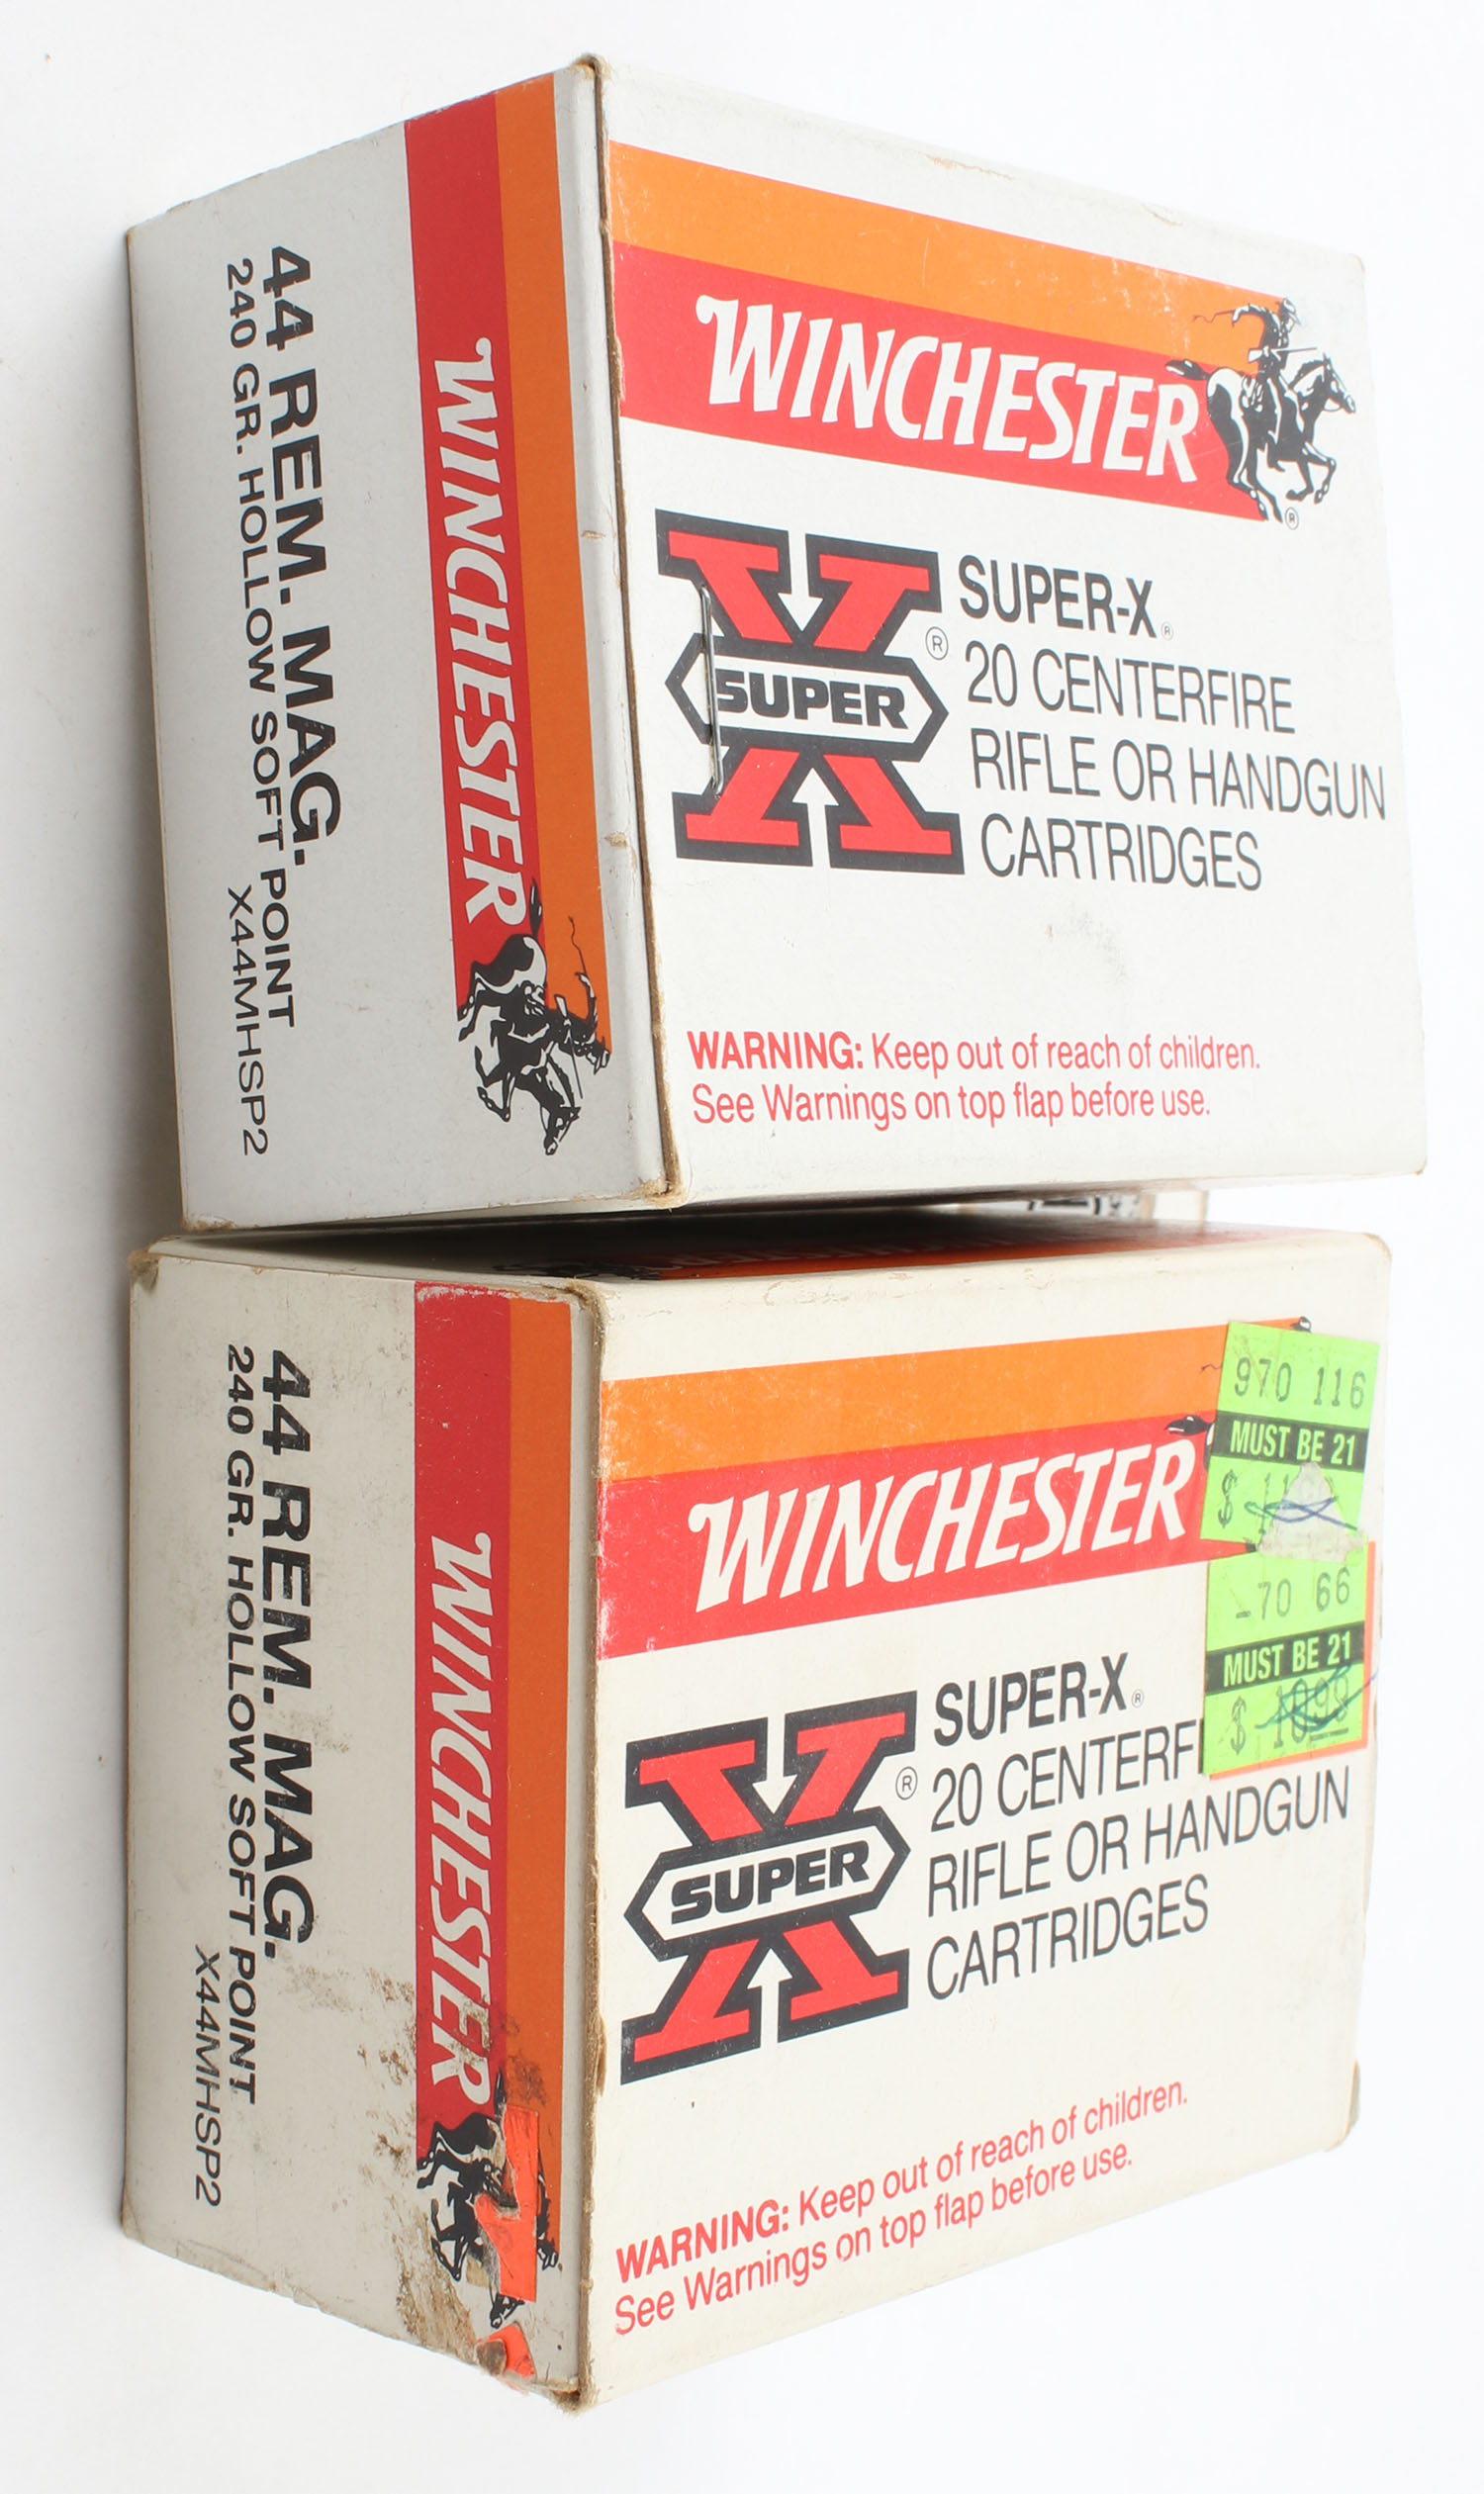 44 REM. MAG.
240 GR. HOLLOW SOFT POINT
X44MHSP2
WINCHESTER
WINCHESTER
®
SUPER
®
SUPER-X®
20 CENTERFIRE
RIFLE OR HANDGUN
CARTRIDGES
WARNING: Keep out of reach of children.
See Warnings on top flap before use.
44 REM. MAG.
240 GR. HOLLOW SOFT POINT
X44MHSP2
WINCHESTER
WINCHESTER
970 116
MUST BE 21
$
-70 66
MUST BE 21
$
SUPER
®
SUPER-X®
20 CENTERFI
RIFLE OR HANDGUN
CARTRIDGES
WARNING: Keep out of reach of children.
See Warnings on top flap before use.